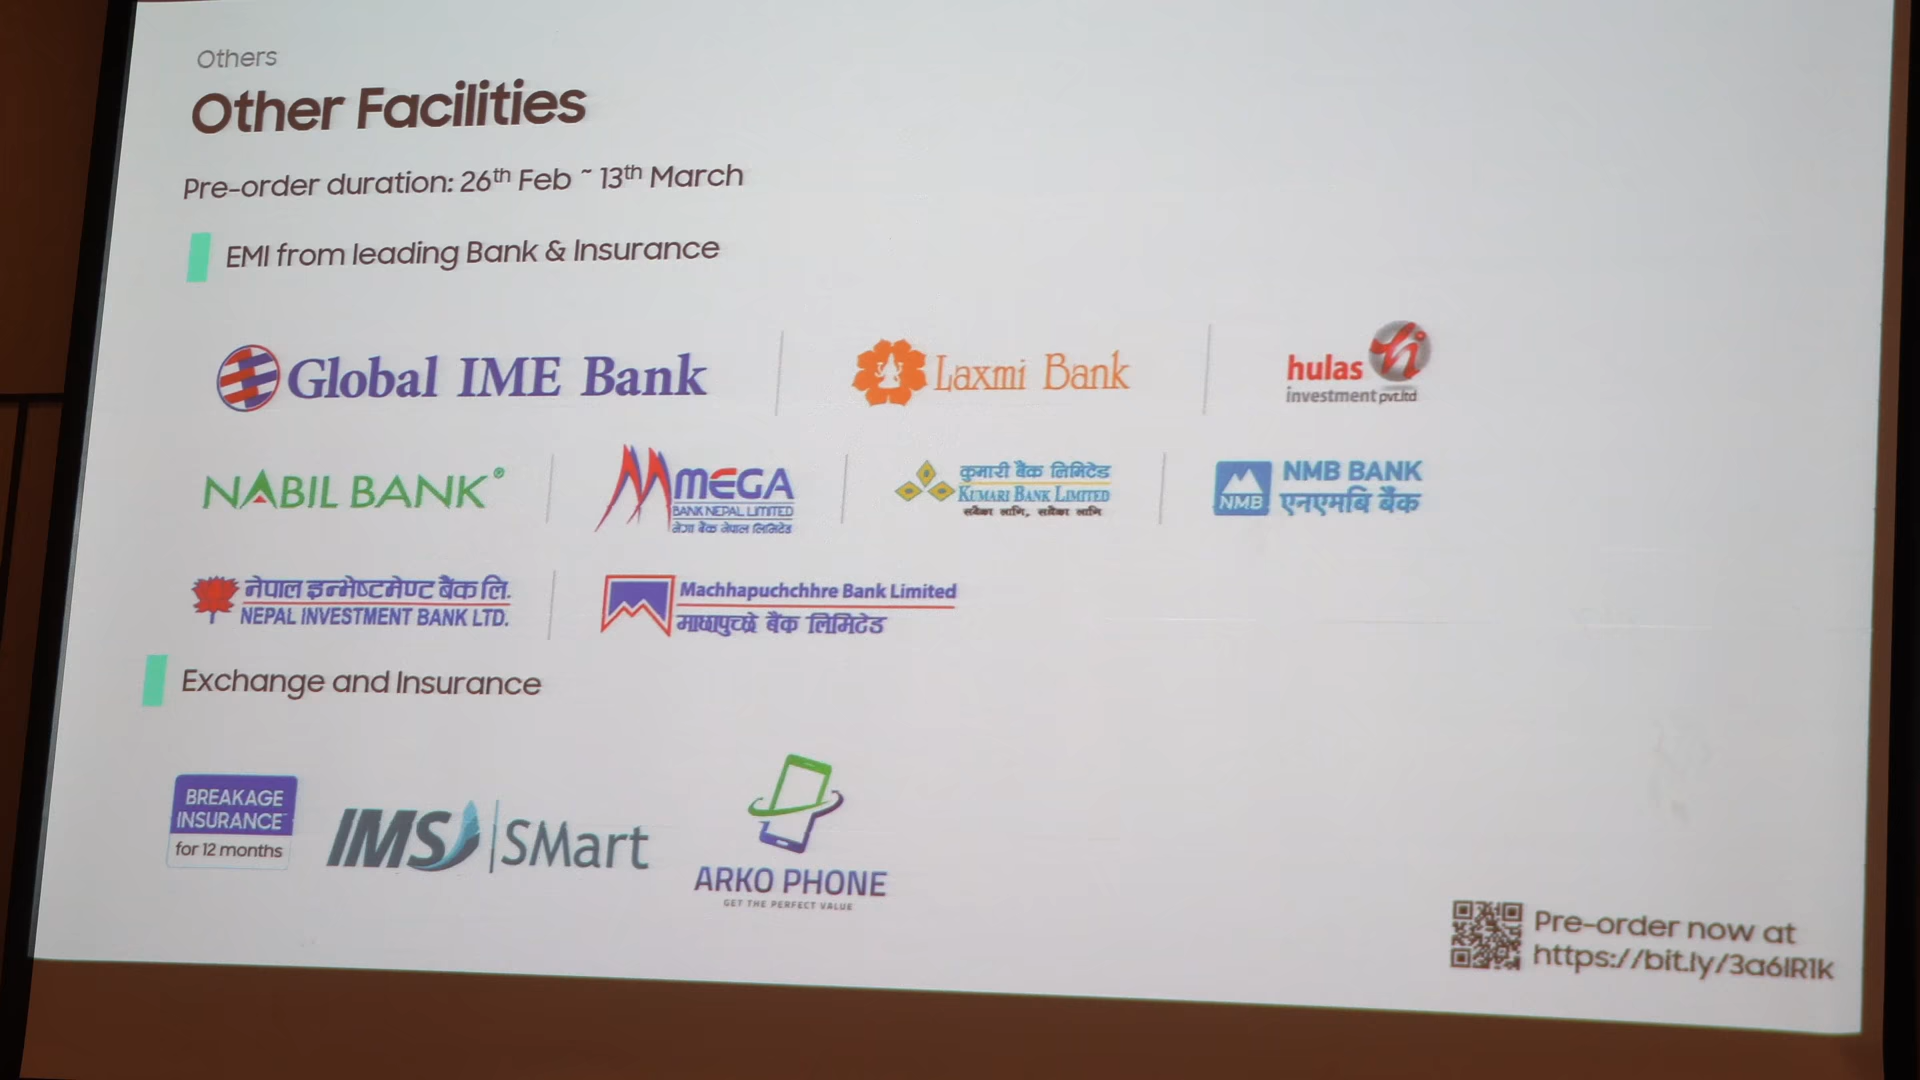 Others
Other Facilities
Pre-order duration: 26th Feb ~ 13th March
EMI from leading Bank & Insurance
Global IME Bank
Laxmi Bank
hulas
investment pvt.ltd
NABIL BANK®
MEGA
BANK NEPAL LIMITED
मेगा बैंक नेपाल लिमिटेड
कुमारी बैंक लिमिटेड
KUMARI BANK LIMITED
सबैका लागि, सधैंका लागि
NMB
NMB BANK
एनएमबि बैंक
नेपाल इन्भेष्टमेण्ट बैंक लि.
NEPAL INVESTMENT BANK LTD.
Machhapuchchhre Bank Limited
माछापुच्छ्रे बैंक लिमिटेड
Exchange and Insurance
BREAKAGE
INSURANCE
for 12 months
IMS SMart
ARKO PHONE
GET THE PERFECT VALUE
Pre-order now at
https://bit.ly/3a6IR1k